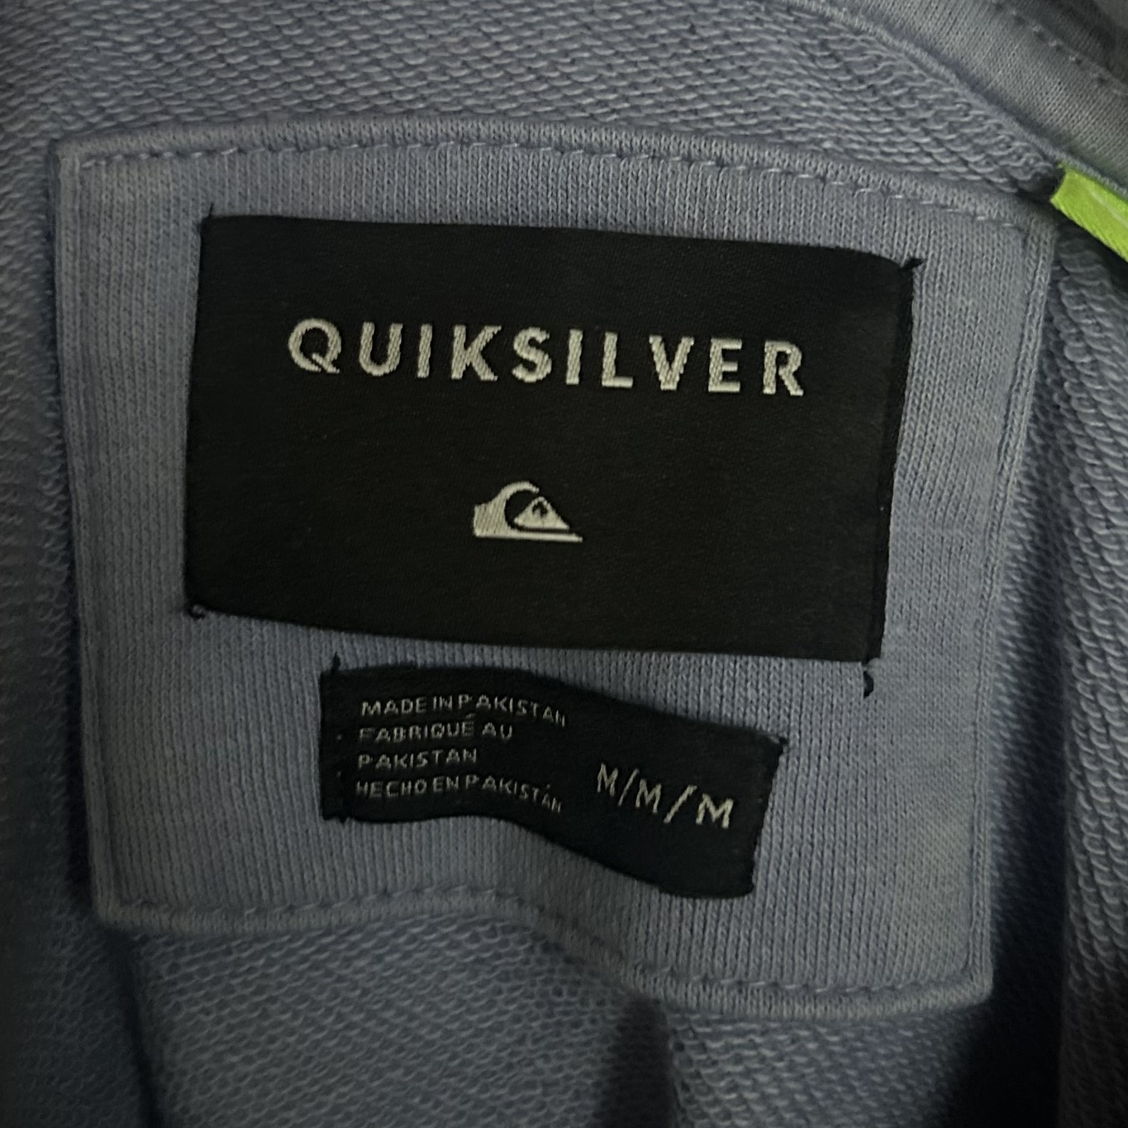 QUIKSILVER
MADE IN PAKISTAN
FABRIQUÉ AU
PAKISTAN
HECHO EN PAKISTÁN
M/M/M